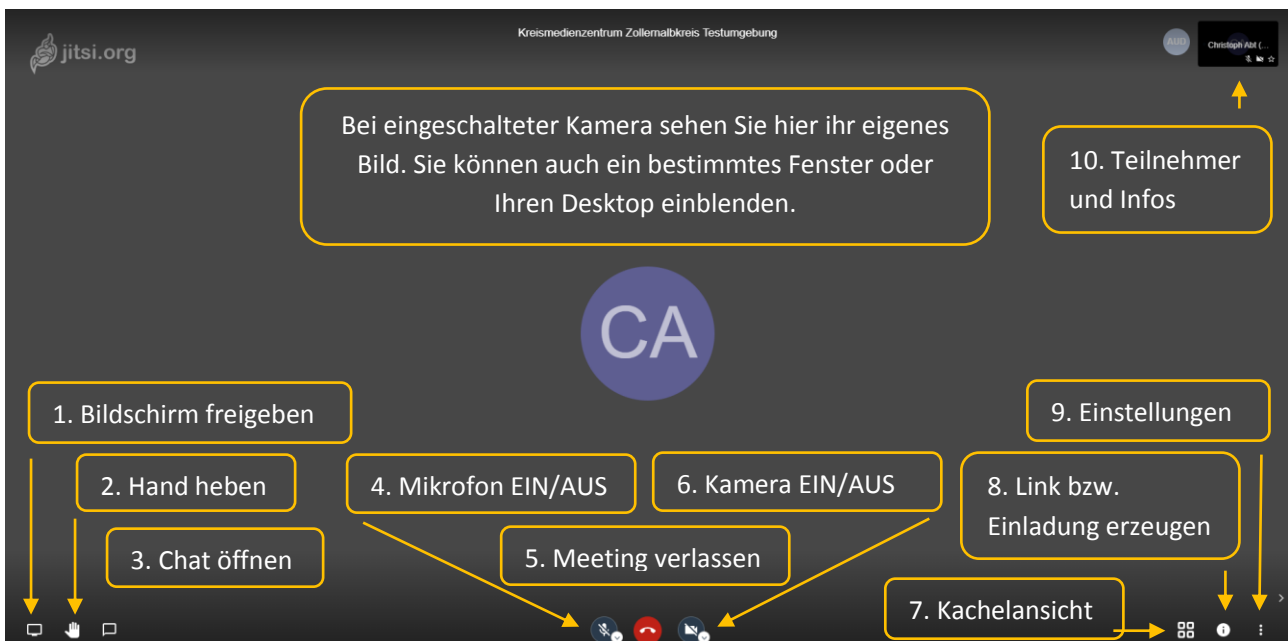 jitsi.org
Kreismedienzentrum Zollernalbkreis Testumgebung
ABD
Christoph Abt (...
Bei eingeschalteter Kamera sehen Sie hier ihr eigenes
Bild. Sie können auch ein bestimmtes Fenster oder
Ihren Desktop einblenden.
10. Teilnehmer
und Infos
CA
1. Bildschirm freigeben
9. Einstellungen
2. Hand heben
4. Mikrofon EIN/AUS
6. Kamera EIN/AUS
8. Link bzw.
Einladung erzeugen
3. Chat öffnen
5. Meeting verlassen
7. Kachelansicht